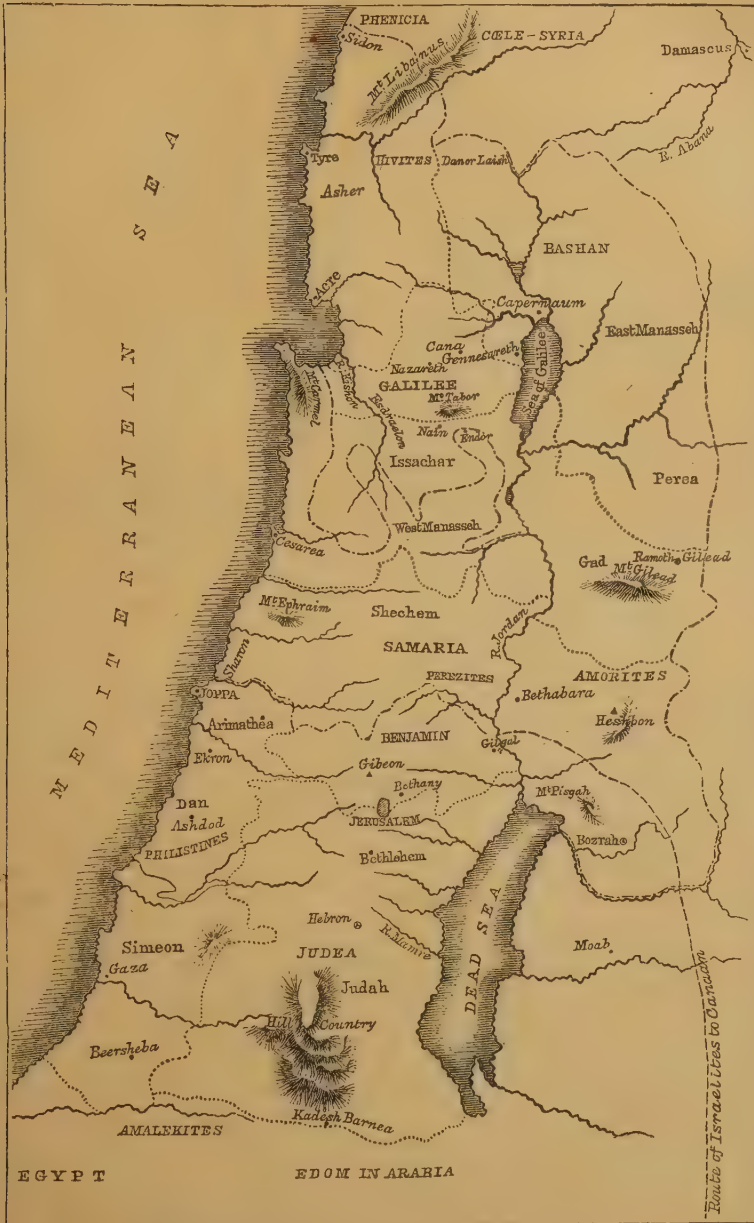 PHENICIA
Sidon
CŒLE-SYRIA
Mt. Libanus
Damascus
R. Abana
Tyre
HIVITES
Dan or Laish
Asher
BASHAN
Acre
Capernaum
East Manasseh
Cana
Gennesareth
Nazareth
Sea of Galilee
R. Kishon
Mt. Carmel
GALILEE
Mt. Tabor
Esdraelon
Nain
Endor
Issachar
Perea
West Manasseh
Cesarea
Gad
Ramoth Gilead
Mt. Gilead
MEDITERRANEAN SEA
Mt. Ephraim
Shechem
R. Jordan
SAMARIA
Sharon
PEREZITES
AMORITES
JOPPA
Bethabara
Arimathea
Heshbon
BENJAMIN
Ekron
Gilgal
Gibeon
Bethany
Mt. Pisgah
Dan
JERUSALEM
Ashdod
Bozrah
PHILISTINES
Bethlehem
Hebron
Simeon
R. Mamre
DEAD SEA
Moab
JUDEA
Gaza
Judah
Hill Country
Beersheba
Kadesh Barnea
AMALEKITES
EGYPT
EDOM IN ARABIA
Route of Israelites to Canaan